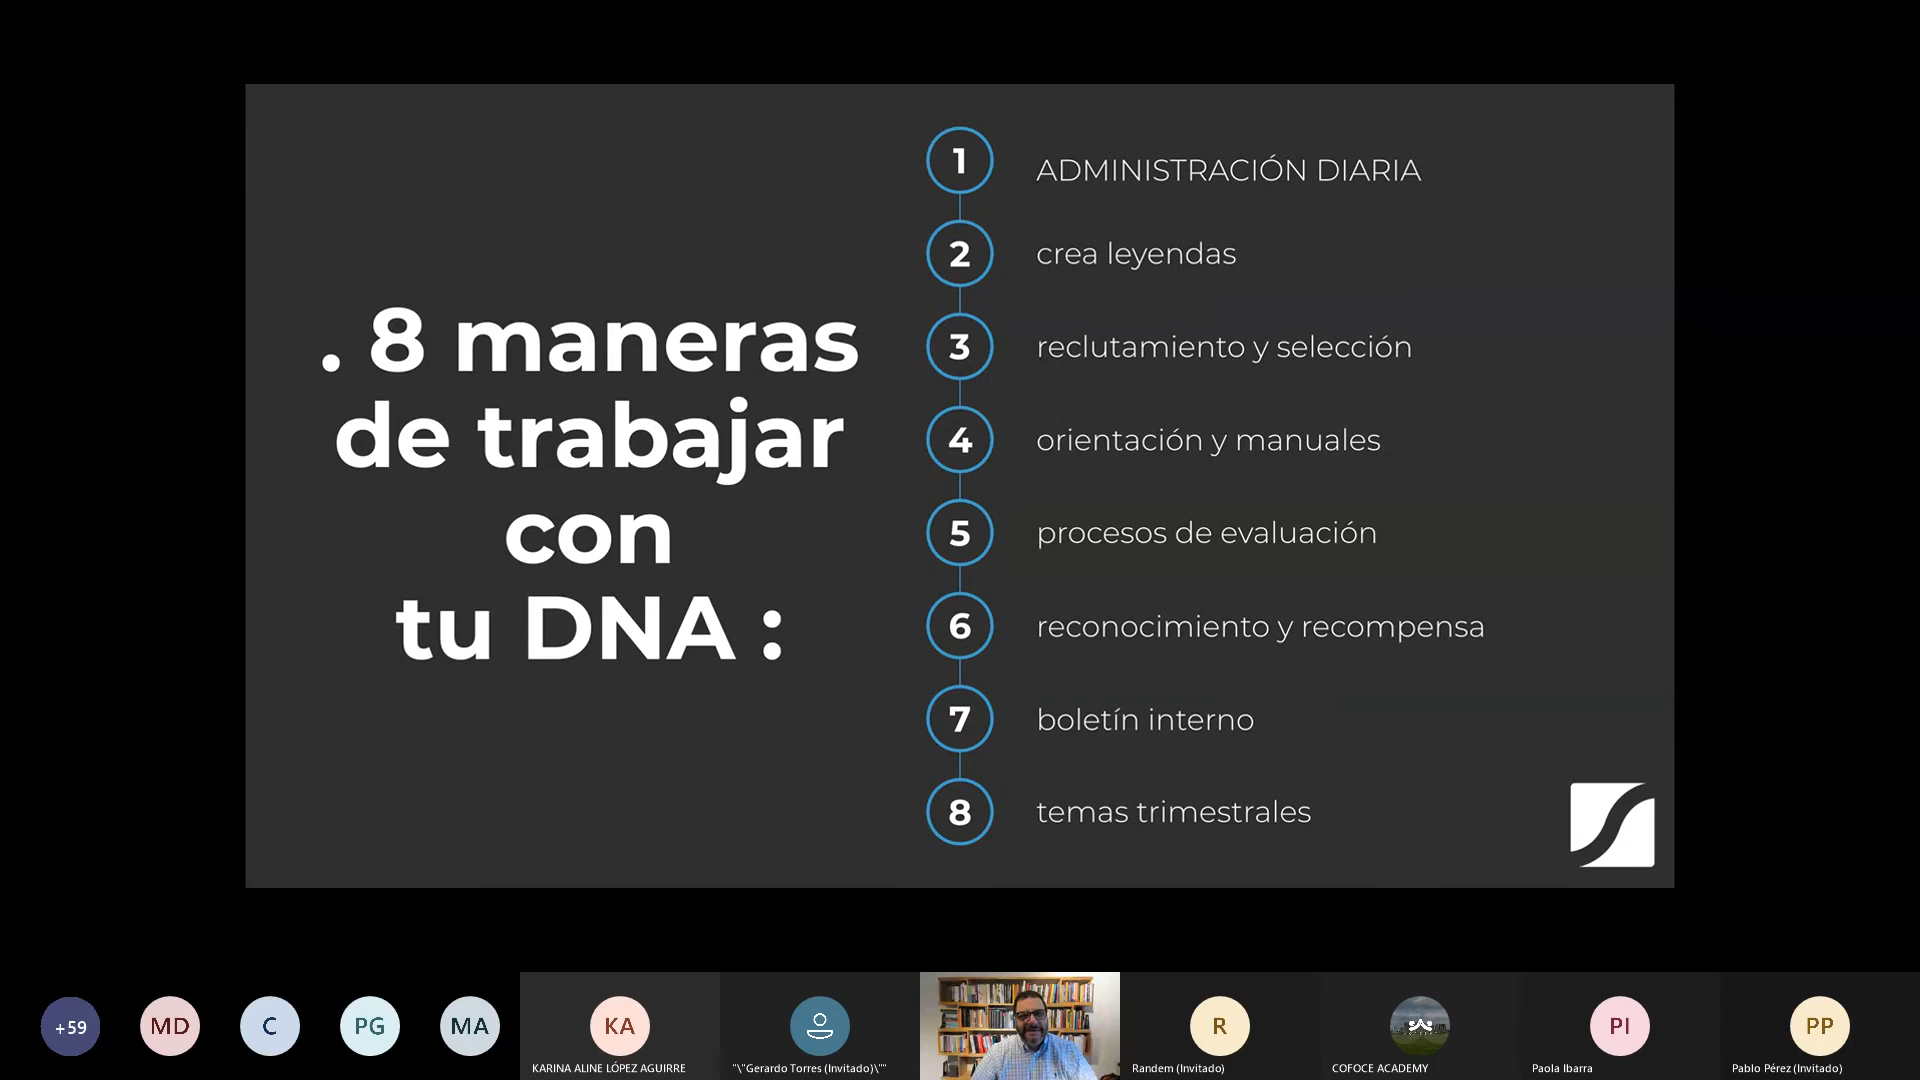 . 8 maneras
de trabajar
con
tu DNA :
1
ADMINISTRACIÓN DIARIA
2
crea leyendas
3
reclutamiento y selección
4
orientación y manuales
5
procesos de evaluación
6
reconocimiento y recompensa
7
boletín interno
8
temas trimestrales
+59
MD
C
PG
MA
KA
KARINA ALINE LÓPEZ AGUIRRE
"\"Gerardo Torres (Invitado)\""
R
Randem (Invitado)
COFOCE ACADEMY
PI
Paola Ibarra
PP
Pablo Pérez (Invitado)